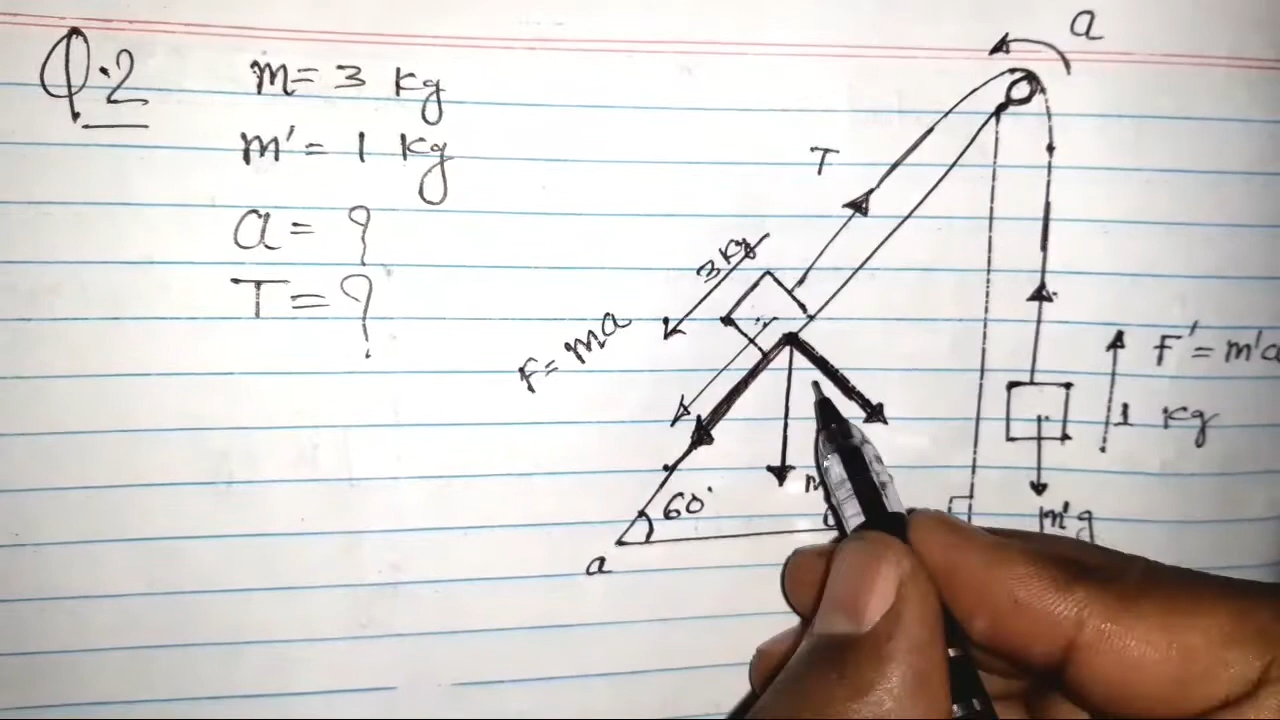 Q.2
m = 3 kg
m' = 1 kg
a = ?
T = ?
a
T
3 kg
F = ma
F' = m'a
1 kg
60°
m'g
a